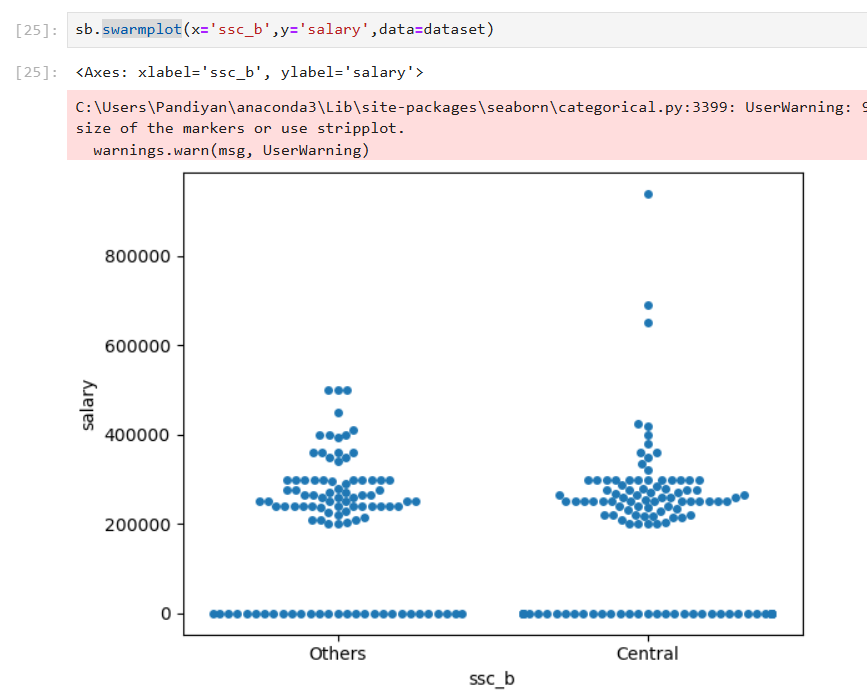 [25]: sb.swarmplot(x='ssc_b',y='salary',data=dataset)
[25]: <Axes: xlabel='ssc_b', ylabel='salary'>
C:\Users\Pandiyan\anaconda3\Lib\site-packages\seaborn\categorical.py:3399: UserWarning: 9
size of the markers or use stripplot.
warnings.warn(msg, UserWarning)
800000
600000
400000
200000
0
salary
Others Central
ssc_b